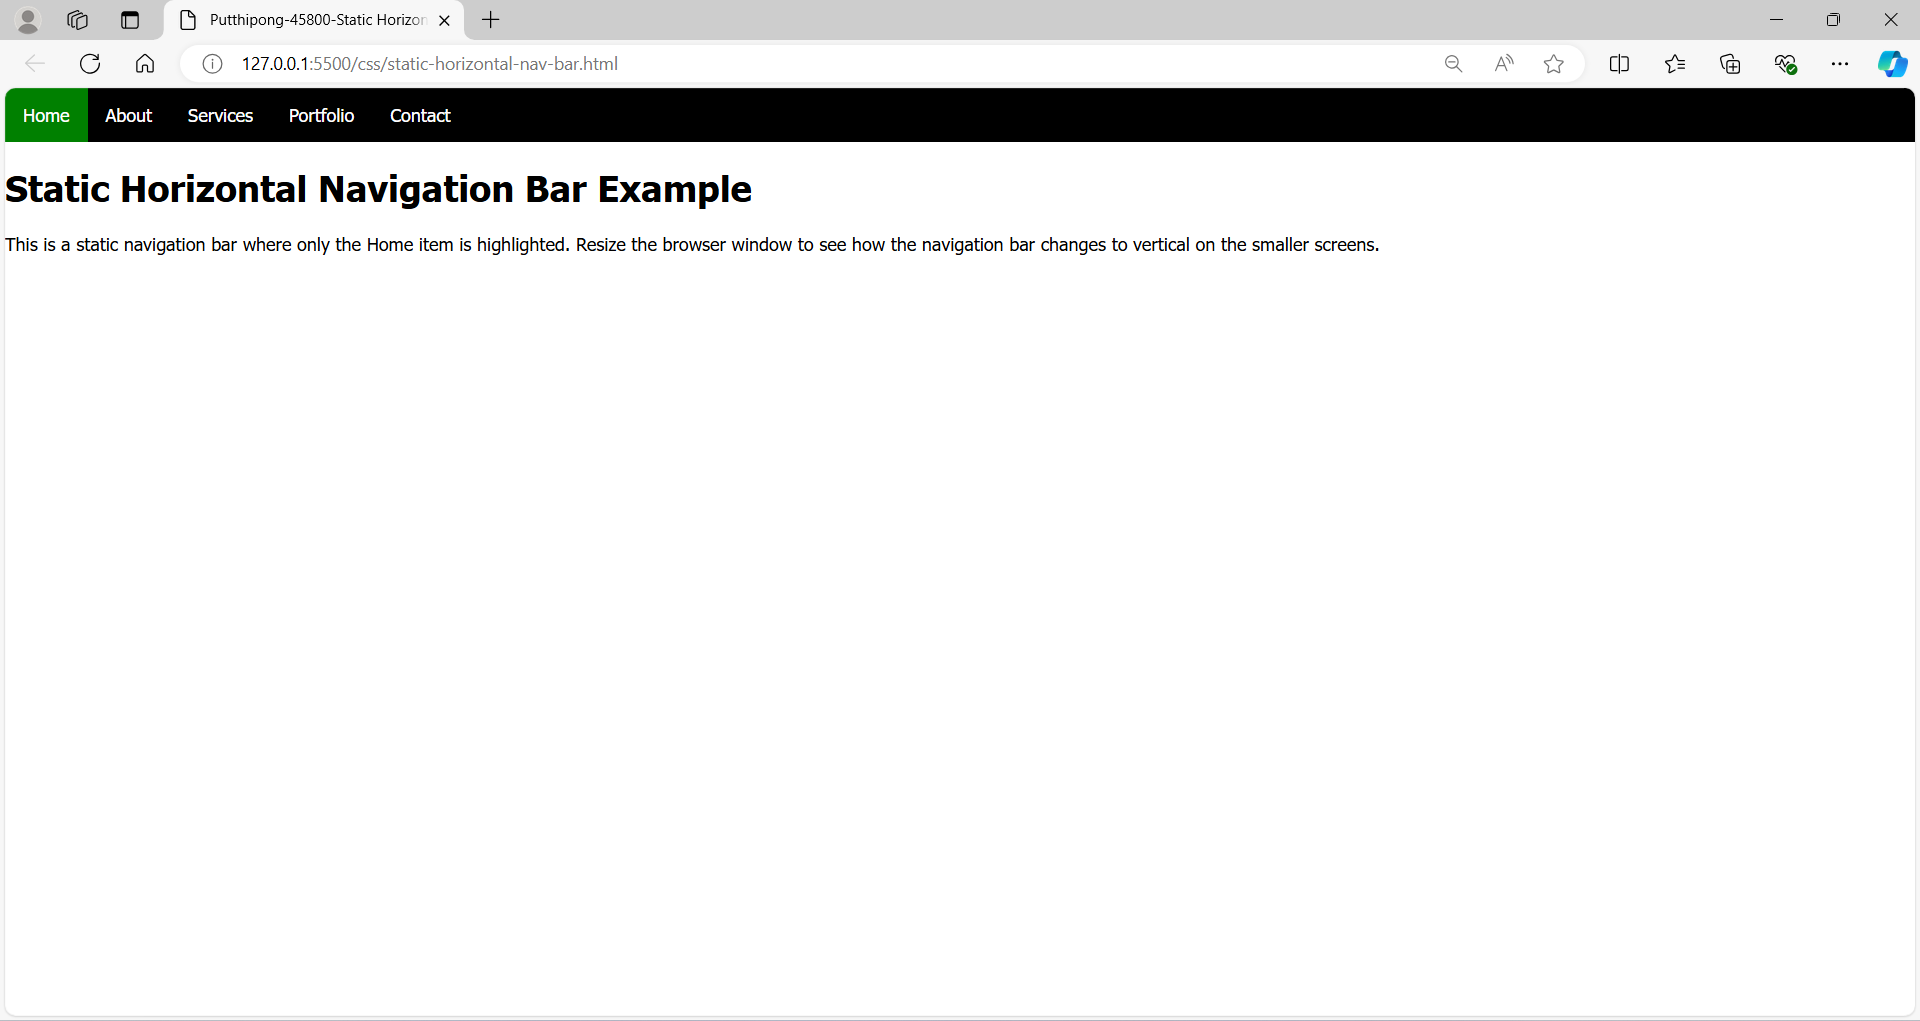 Putthipong-45800-Static Horizon
127.0.0.1:5500/css/static-horizontal-nav-bar.html
Home About Services Portfolio Contact
Static Horizontal Navigation Bar Example
This is a static navigation bar where only the Home item is highlighted. Resize the browser window to see how the navigation bar changes to vertical on the smaller screens.